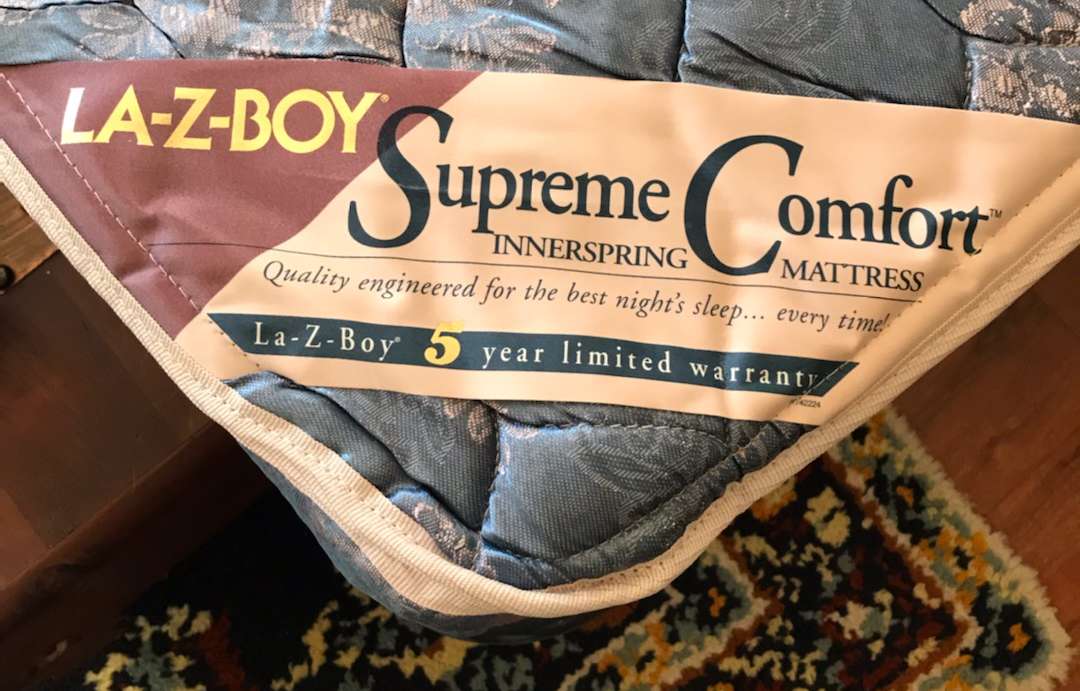 LA-Z-BOY®
Supreme Comfort™
INNERSPRING MATTRESS
Quality engineered for the best night's sleep... every time!
La-Z-Boy® 5 year limited warranty